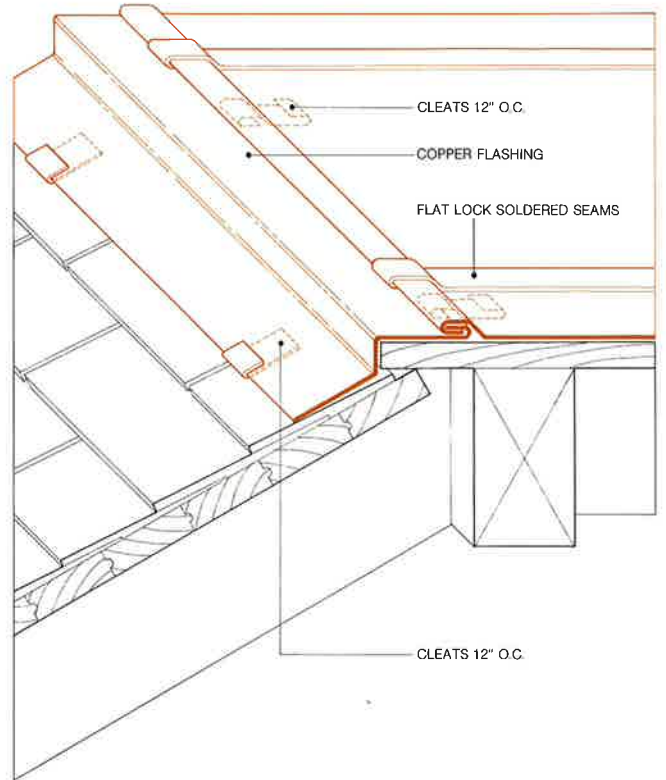 CLEATS 12" O.C.
COPPER FLASHING
FLAT LOCK SOLDERED SEAMS
CLEATS 12" O.C.